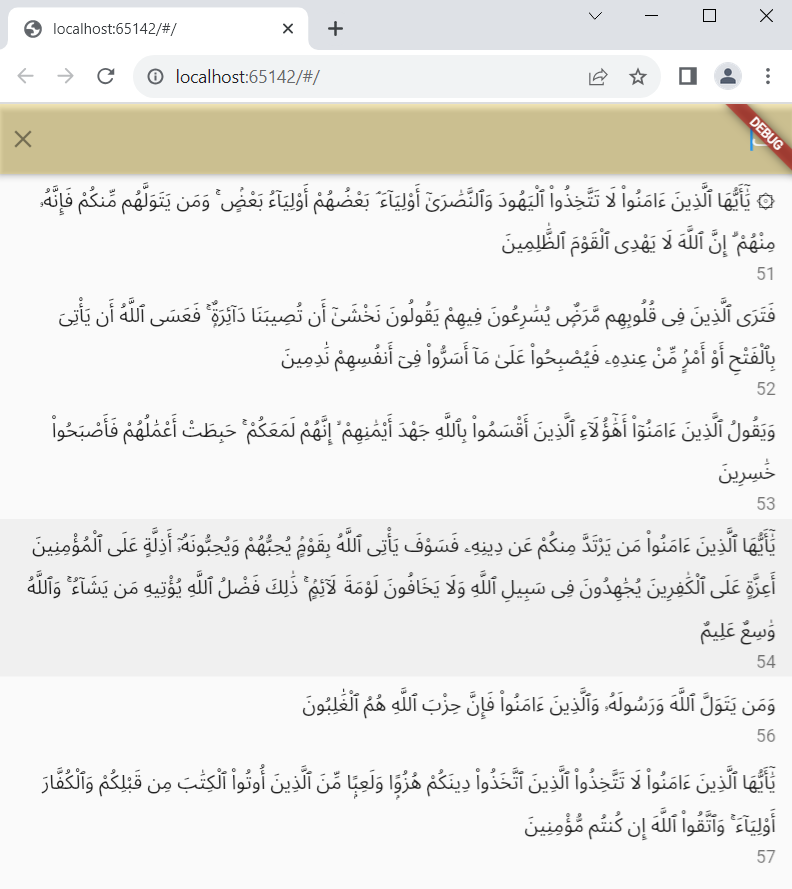 localhost:65142/#/
localhost:65142/#/
DEBUG
۞ يَٰٓأَيُّهَا ٱلَّذِينَ ءَامَنُوا۟ لَا تَتَّخِذُوا۟ ٱلْيَهُودَ وَٱلنَّصَٰرَىٰٓ أَوْلِيَآءَ ۘ بَعْضُهُمْ أَوْلِيَآءُ بَعْضٍۢ ۚ وَمَن يَتَوَلَّهُم مِّنكُمْ فَإِنَّهُۥ
مِنْهُمْ ۗ إِنَّ ٱللَّهَ لَا يَهْدِى ٱلْقَوْمَ ٱلظَّٰلِمِينَ
51
فَتَرَى ٱلَّذِينَ فِى قُلُوبِهِم مَّرَضٌۭ يُسَٰرِعُونَ فِيهِمْ يَقُولُونَ نَخْشَىٰٓ أَن تُصِيبَنَا دَآئِرَةٌۭ ۚ فَعَسَى ٱللَّهُ أَن يَأْتِىَ
بِٱلْفَتْحِ أَوْ أَمْرٍۢ مِّنْ عِندِهِۦ فَيُصْبِحُوا۟ عَلَىٰ مَآ أَسَرُّوا۟ فِىٓ أَنفُسِهِمْ نَٰدِمِينَ
52
وَيَقُولُ ٱلَّذِينَ ءَامَنُوٓا۟ أَهَٰٓؤُلَآءِ ٱلَّذِينَ أَقْسَمُوا۟ بِٱللَّهِ جَهْدَ أَيْمَٰنِهِمْ ۙ إِنَّهُمْ لَمَعَكُمْ ۚ حَبِطَتْ أَعْمَٰلُهُمْ فَأَصْبَحُوا۟
خَٰسِرِينَ
53
يَٰٓأَيُّهَا ٱلَّذِينَ ءَامَنُوا۟ مَن يَرْتَدَّ مِنكُمْ عَن دِينِهِۦ فَسَوْفَ يَأْتِى ٱللَّهُ بِقَوْمٍۢ يُحِبُّهُمْ وَيُحِبُّونَهُۥٓ أَذِلَّةٍ عَلَى ٱلْمُؤْمِنِينَ
أَعِزَّةٍ عَلَى ٱلْكَٰفِرِينَ يُجَٰهِدُونَ فِى سَبِيلِ ٱللَّهِ وَلَا يَخَافُونَ لَوْمَةَ لَآئِمٍۢ ۚ ذَٰلِكَ فَضْلُ ٱللَّهِ يُؤْتِيهِ مَن يَشَآءُ ۚ وَٱللَّهُ
وَٰسِعٌ عَلِيمٌ
54
وَمَن يَتَوَلَّ ٱللَّهَ وَرَسُولَهُۥ وَٱلَّذِينَ ءَامَنُوا۟ فَإِنَّ حِزْبَ ٱللَّهِ هُمُ ٱلْغَٰلِبُونَ
56
يَٰٓأَيُّهَا ٱلَّذِينَ ءَامَنُوا۟ لَا تَتَّخِذُوا۟ ٱلَّذِينَ ٱتَّخَذُوا۟ دِينَكُمْ هُزُوًۭا وَلَعِبًۭا مِّنَ ٱلَّذِينَ أُوتُوا۟ ٱلْكِتَٰبَ مِن قَبْلِكُمْ وَٱلْكُفَّارَ
أَوْلِيَآءَ ۚ وَٱتَّقُوا۟ ٱللَّهَ إِن كُنتُم مُّؤْمِنِينَ
57